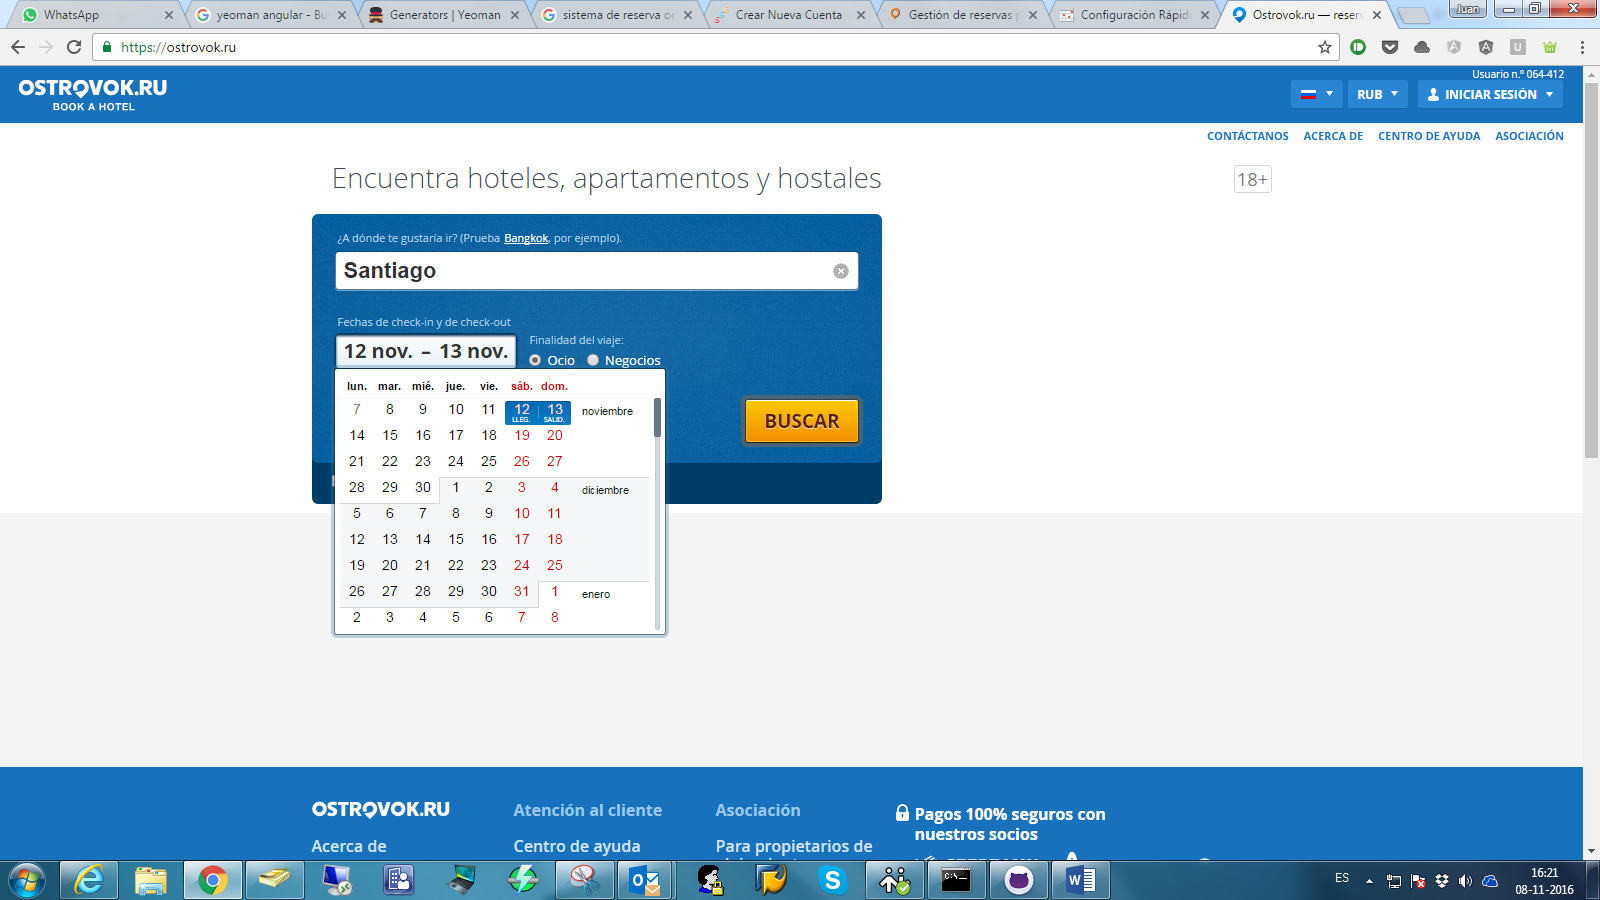 WhatsApp
yeoman angular - Bu
Generators | Yeoman
sistema de reserva o
Crear Nueva Cuenta
Gestión de reservas
Configuración Rápid
Ostrovok.ru — reser
Juan
https://ostrovok.ru
Usuario n.º 064-412
OSTROVOK.RU
BOOK A HOTEL
RUB
INICIAR SESIÓN
CONTÁCTANOS ACERCA DE CENTRO DE AYUDA ASOCIACIÓN
Encuentra hoteles, apartamentos y hostales
18+
¿A dónde te gustaría ir? (Prueba Bangkok, por ejemplo).
Santiago
Fechas de check-in y de check-out
Finalidad del viaje:
12 nov. – 13 nov.
Ocio Negocios
lun. mar. mié. jue. vie. sáb. dom.
7 8 9 10 11 12 13 noviembre
LLEG. SALID.
14 15 16 17 18 19 20
21 22 23 24 25 26 27
28 29 30 1 2 3 4 diciembre
5 6 7 8 9 10 11
12 13 14 15 16 17 18
19 20 21 22 23 24 25
26 27 28 29 30 31 1 enero
2 3 4 5 6 7 8
BUSCAR
OSTROVOK.RU
Atención al cliente
Asociación
Pagos 100% seguros con
nuestros socios
Acerca de
Centro de ayuda
Para propietarios de
ES
16:21
08-11-2016